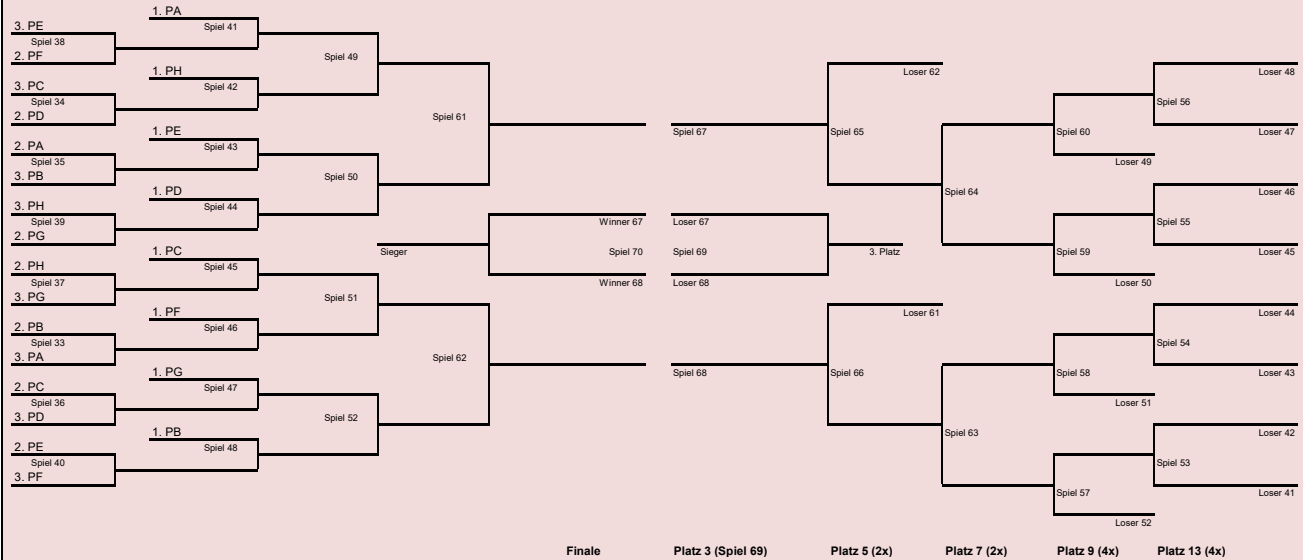 1. PA
3. PE
Spiel 41
Spiel 38
2. PF
Spiel 49
1. PH
3. PC
Spiel 42
Spiel 34
2. PD
Spiel 61
1. PE
2. PA
Spiel 43
Spiel 35
3. PB
Spiel 50
1. PD
3. PH
Spiel 44
Spiel 39
2. PG
1. PC
2. PH
Spiel 45
Spiel 37
3. PG
Spiel 51
1. PF
2. PB
Spiel 46
Spiel 33
3. PA
Spiel 62
1. PG
2. PC
Spiel 47
Spiel 36
3. PD
Spiel 52
1. PB
2. PE
Spiel 48
Spiel 40
3. PF
Sieger
Winner 67
Spiel 70
Winner 68
Spiel 67
Loser 67
Spiel 69
Loser 68
3. Platz
Spiel 68
Loser 62
Spiel 65
Loser 61
Spiel 66
Spiel 64
Spiel 63
Loser 48
Spiel 56
Spiel 60
Loser 47
Loser 49
Loser 46
Spiel 55
Spiel 59
Loser 45
Loser 50
Loser 44
Spiel 54
Spiel 58
Loser 43
Loser 51
Loser 42
Spiel 53
Spiel 57
Loser 41
Loser 52
Finale
Platz 3 (Spiel 69)
Platz 5 (2x)
Platz 7 (2x)
Platz 9 (4x)
Platz 13 (4x)